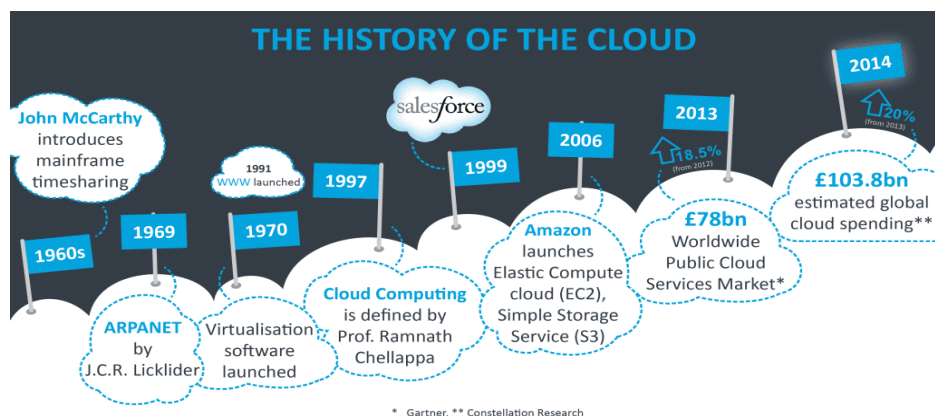 THE HISTORY OF THE CLOUD
John McCarthy
introduces
mainframe
timesharing
1960s
1969
ARPANET
by
J.C.R. Licklider
1991
WWW launched
1970
Virtualisation
software
launched
1997
Cloud Computing
is defined by
Prof. Ramnath
Chellappa
salesforce
1999
2006
Amazon
launches
Elastic Compute
cloud (EC2),
Simple Storage
Service (S3)
2013
18.5%
(from 2012)
£78bn
Worldwide
Public Cloud
Services Market*
2014
20%
(from 2013)
£103.8bn
estimated global
cloud spending**
* Gartner, ** Constellation Research